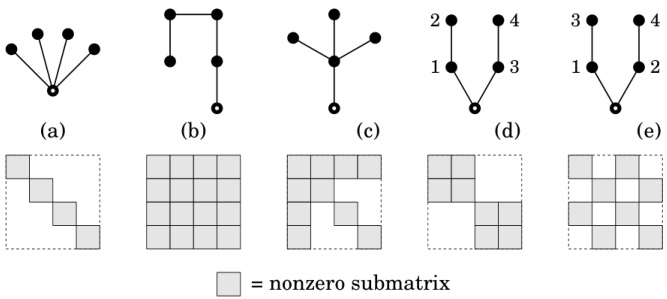 2 4 3 4
1 3 1 2
(a) (b) (c) (d) (e)
= nonzero submatrix